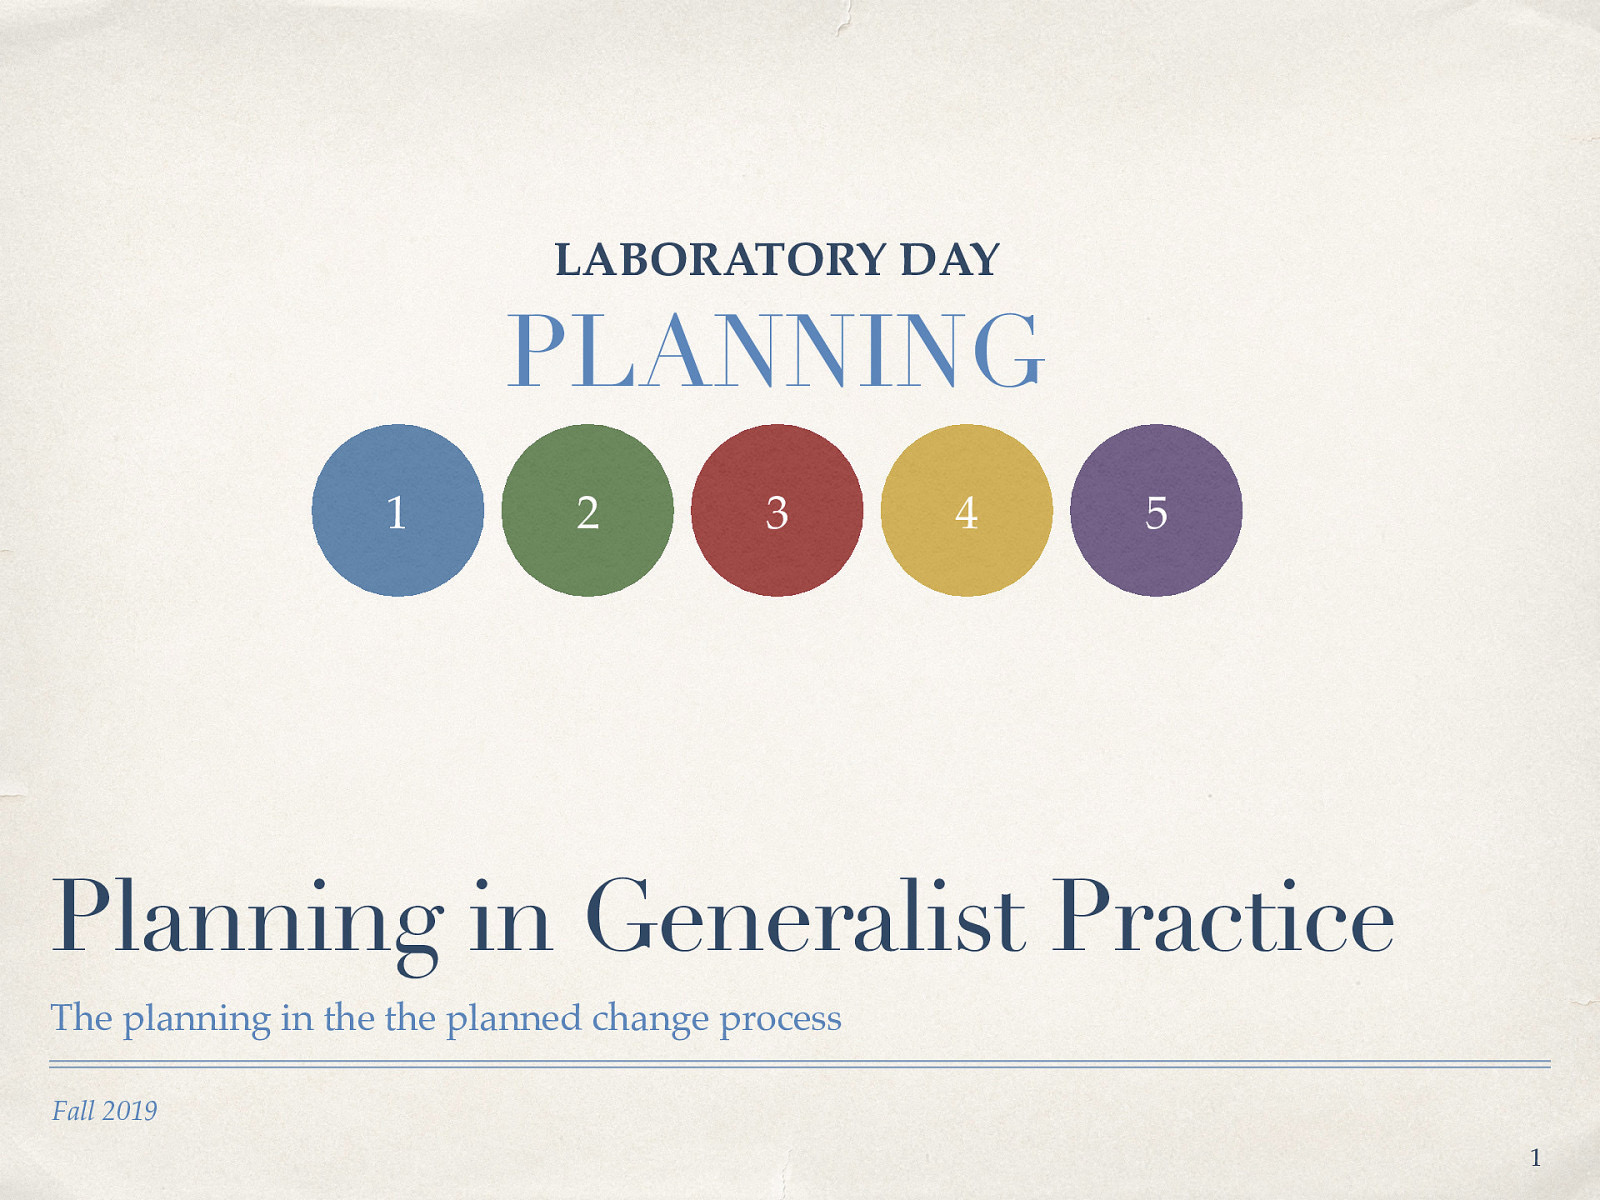 LABORATORY DAY
PLANNING
1 2 3 4 5
Planning in Generalist Practice
The planning in the the planned change process
Fall 2019
1